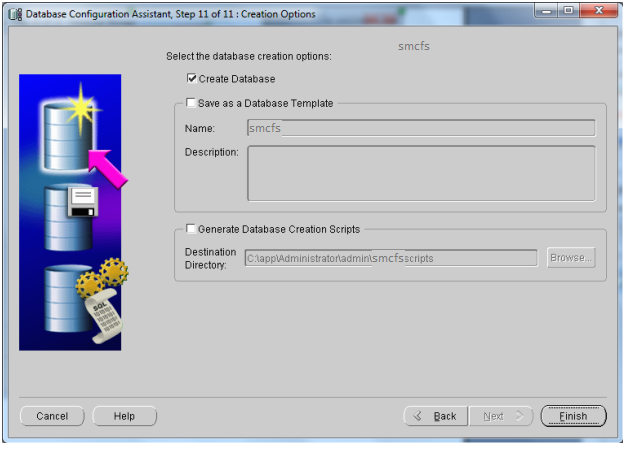 Database Configuration Assistant, Step 11 of 11 : Creation Options
smcfs
Select the database creation options:
Create Database
Save as a Database Template
Name: smcfs
Description:
Generate Database Creation Scripts
Destination Directory: C:\app\Administrator\admin\smcfsscripts Browse...
SQL
Cancel Help Back Next Finish